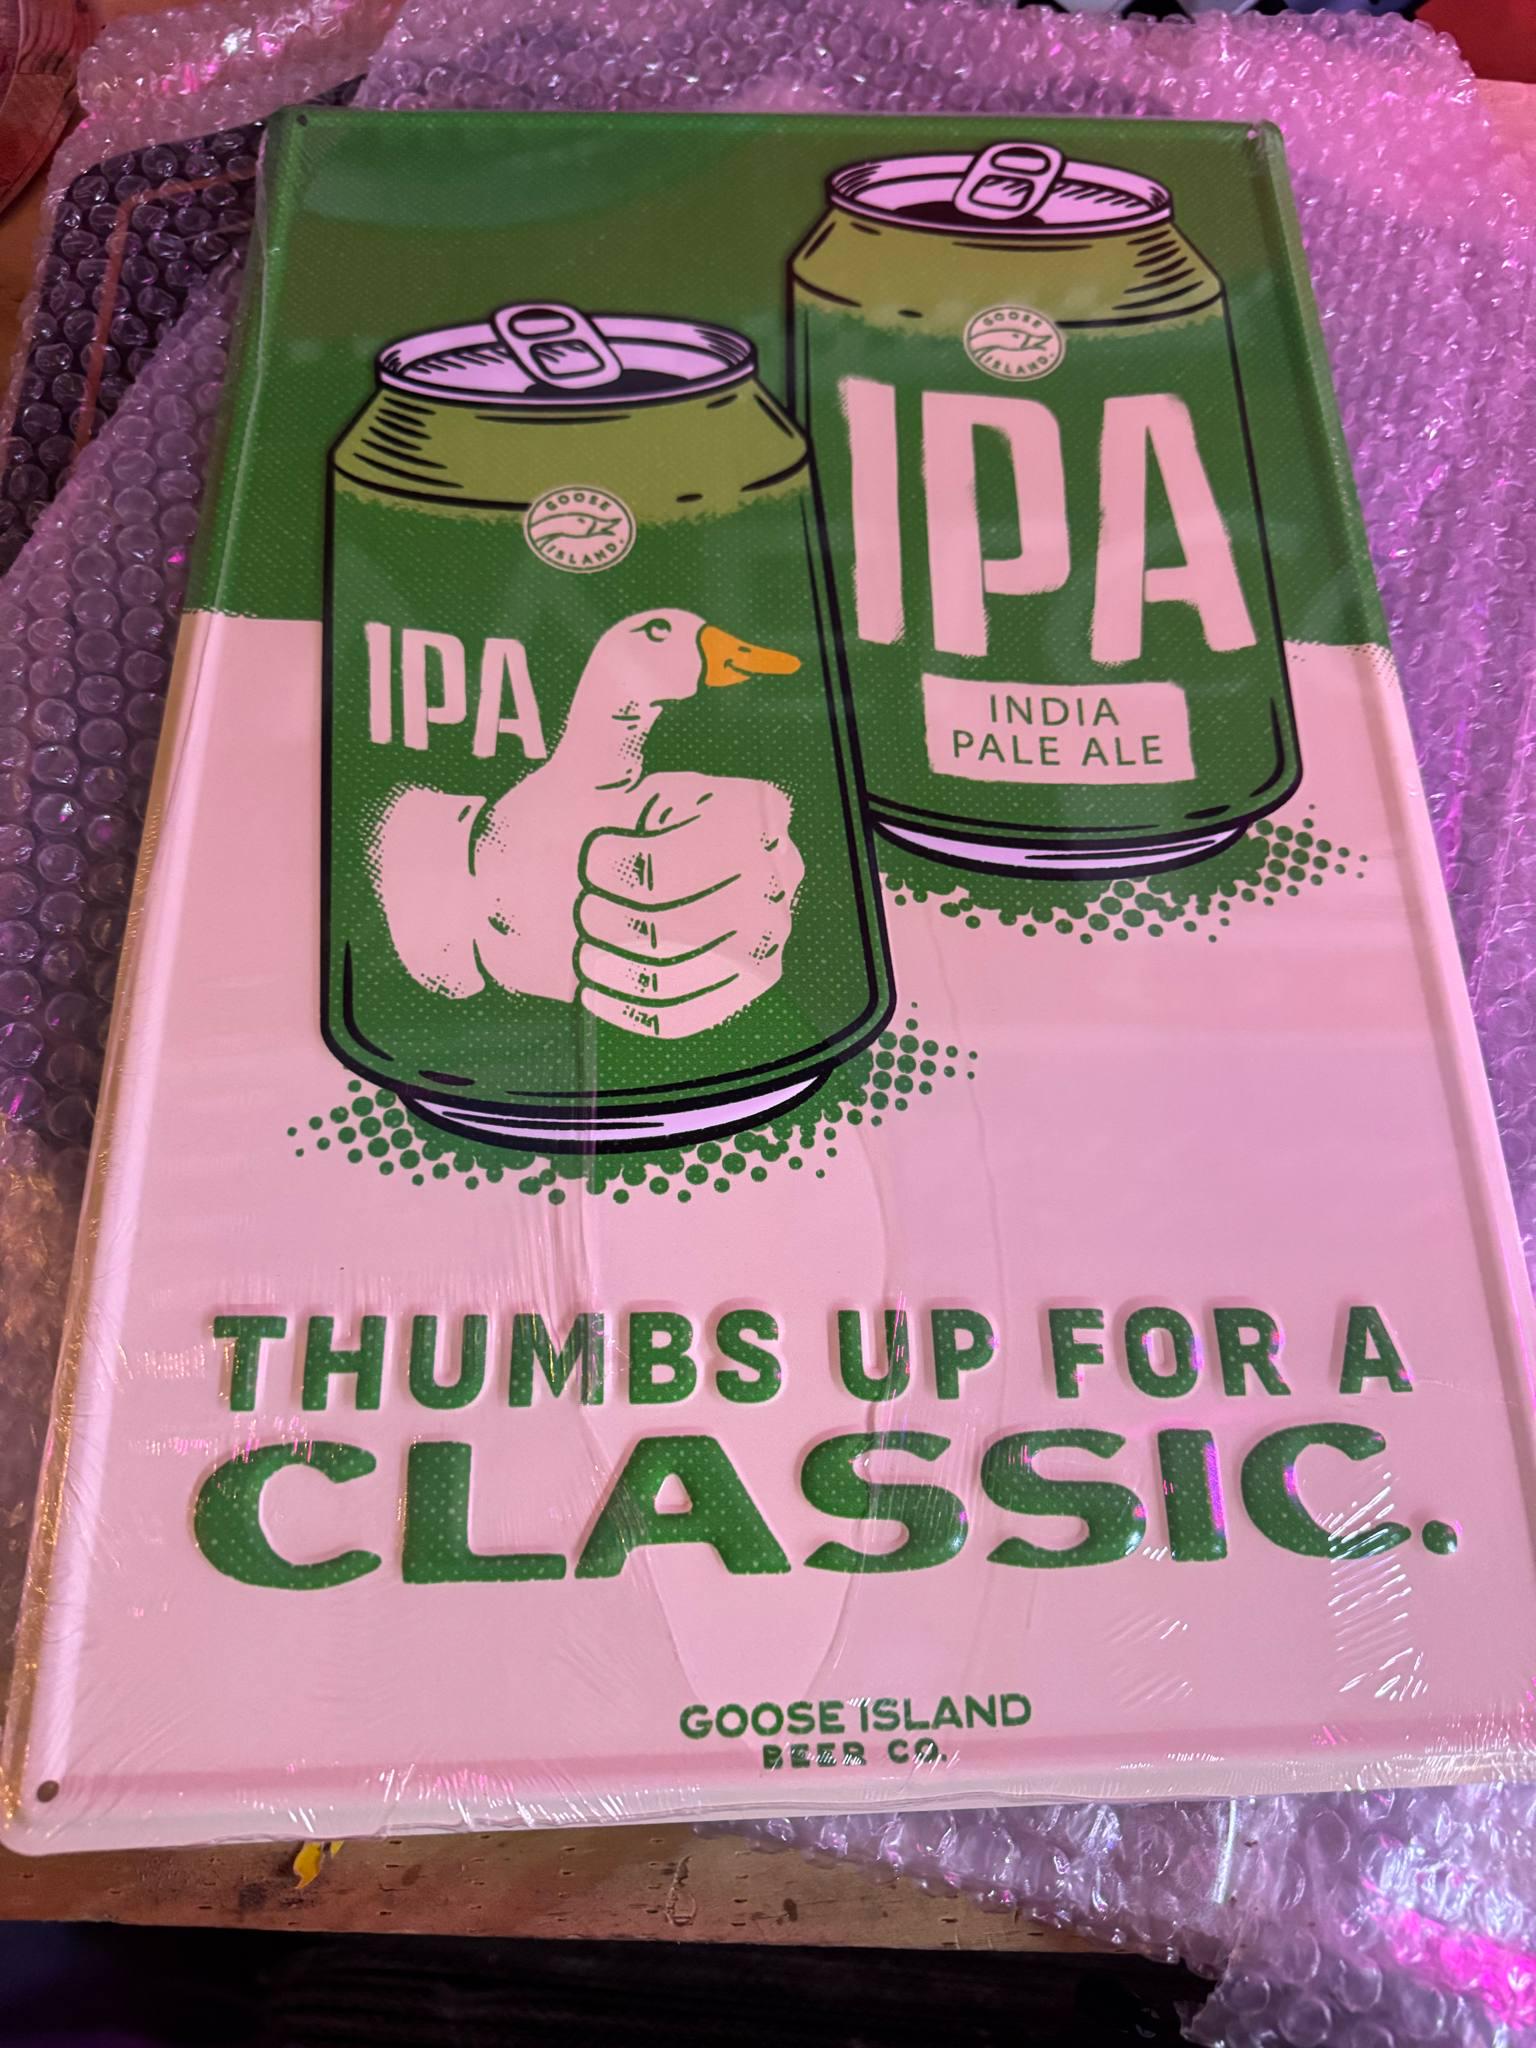 GOOSE
ISLAND.
IPA
INDIA
PALE ALE
GOOSE
ISLAND.
IPA
THUMBS UP FOR A
CLASSIC.
GOOSE ISLAND
BEER CO.